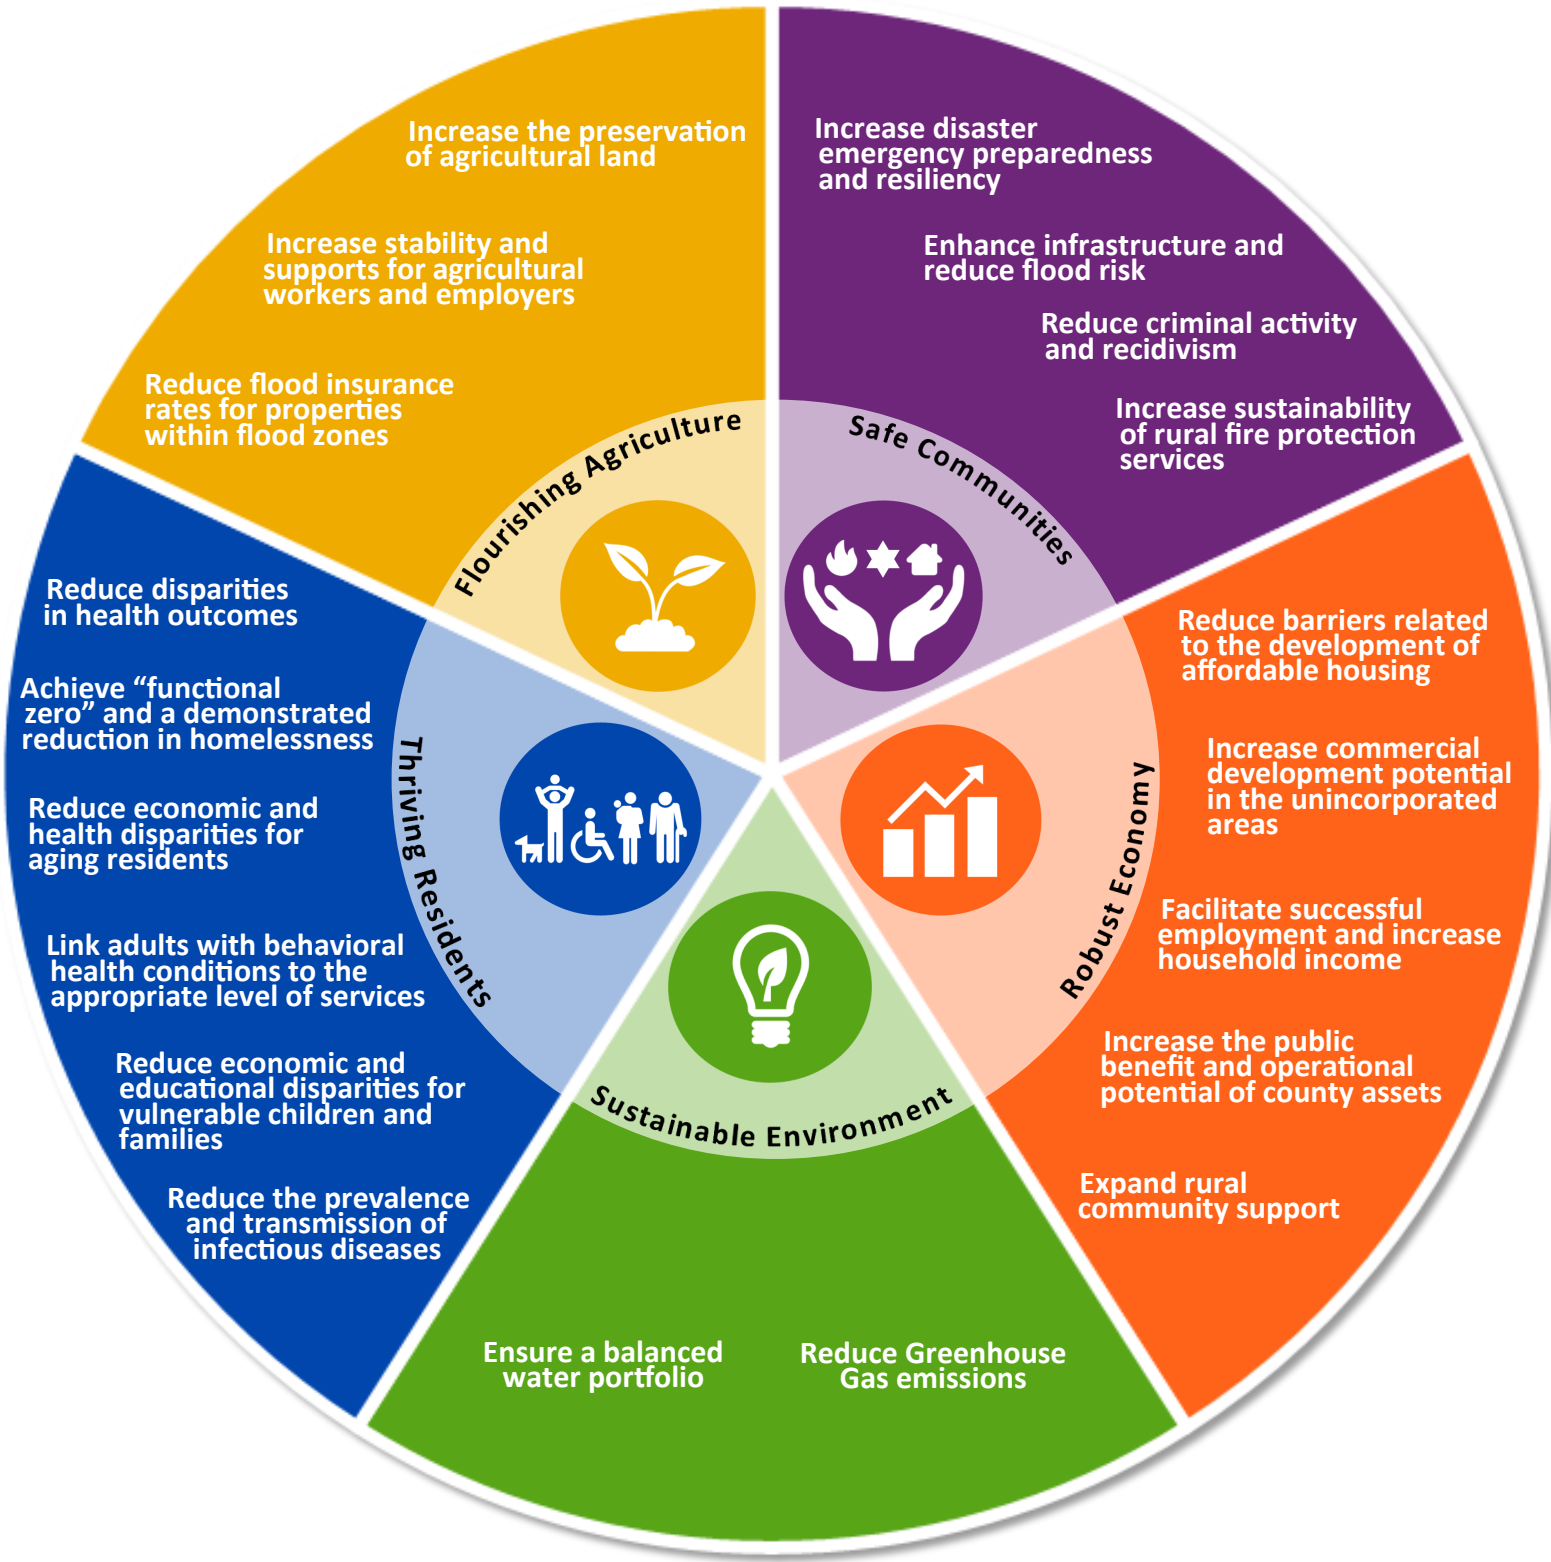 Increase the preservation
of agricultural land
Increase stability and
supports for agricultural
workers and employers
Reduce flood insurance
rates for properties
within flood zones
Flourishing Agriculture
Increase disaster
emergency preparedness
and resiliency
Enhance infrastructure and
reduce flood risk
Reduce criminal activity
and recidivism
Increase sustainability
of rural fire protection
services
Safe Communities
Reduce barriers related
to the development of
affordable housing
Increase commercial
development potential
in the unincorporated
areas
Facilitate successful
employment and increase
household income
Increase the public
benefit and operational
potential of county assets
Expand rural
community support
Robust Economy
Sustainable Environment
Ensure a balanced
water portfolio
Reduce Greenhouse
Gas emissions
Thriving Residents
Reduce disparities
in health outcomes
Achieve “functional
zero” and a demonstrated
reduction in homelessness
Reduce economic and
health disparities for
aging residents
Link adults with behavioral
health conditions to the
appropriate level of services
Reduce economic and
educational disparities for
vulnerable children and
families
Reduce the prevalence
and transmission of
infectious diseases